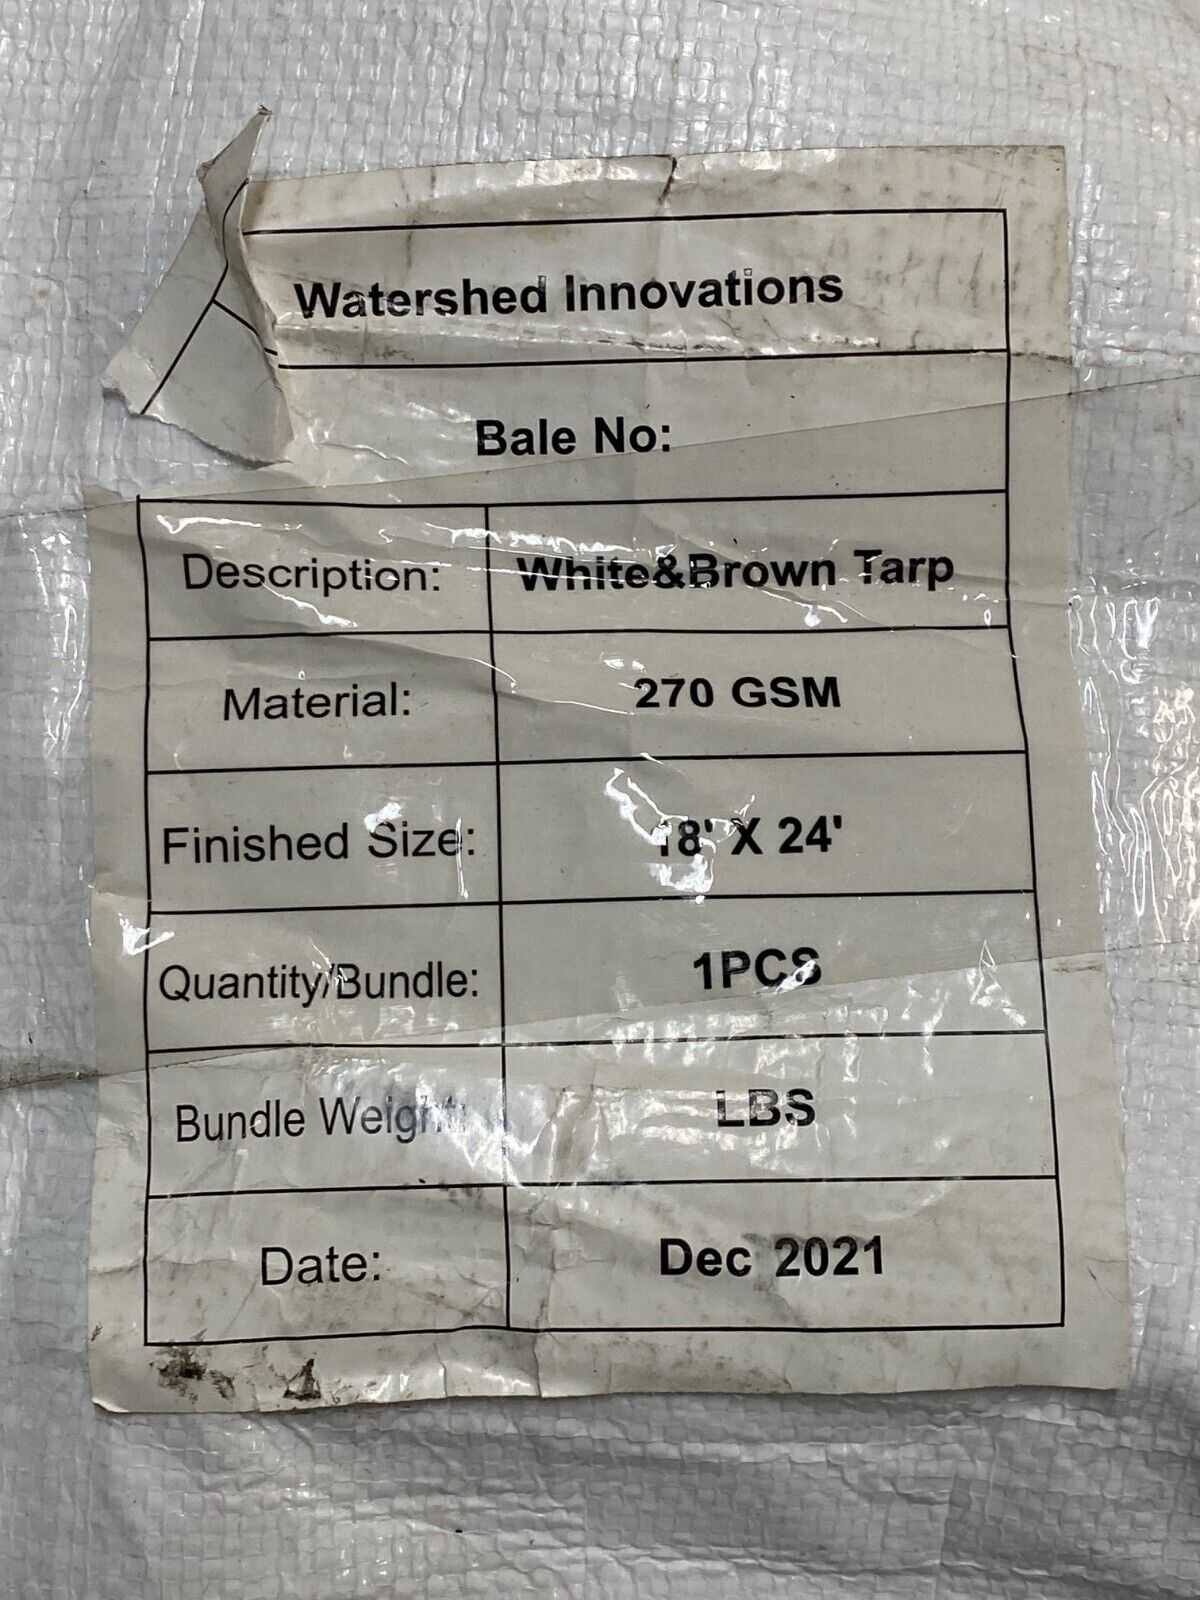 Watershed Innovations
Bale No:
Description: White&Brown Tarp
Material: 270 GSM
Finished Size: 18' X 24'
Quantity/Bundle: 1PCS
Bundle Weight: LBS
Date: Dec 2021